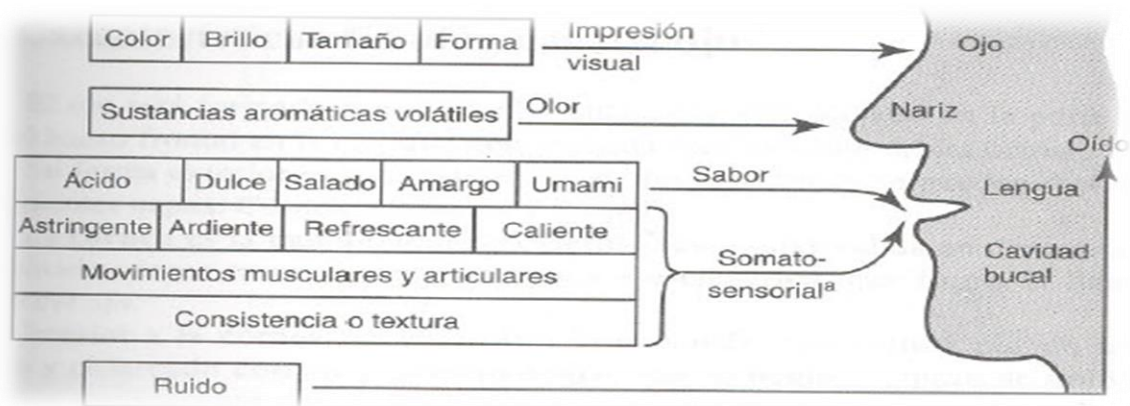 Color Brillo Tamaño Forma
Impresión
visual
Ojo
Sustancias aromáticas volátiles
Olor
Nariz
Oído
Ácido Dulce Salado Amargo Umami
Sabor
Lengua
Astringente Ardiente Refrescante Caliente
Movimientos musculares y articulares
Consistencia o textura
Somato-
sensorialª
Cavidad
bucal
Ruido